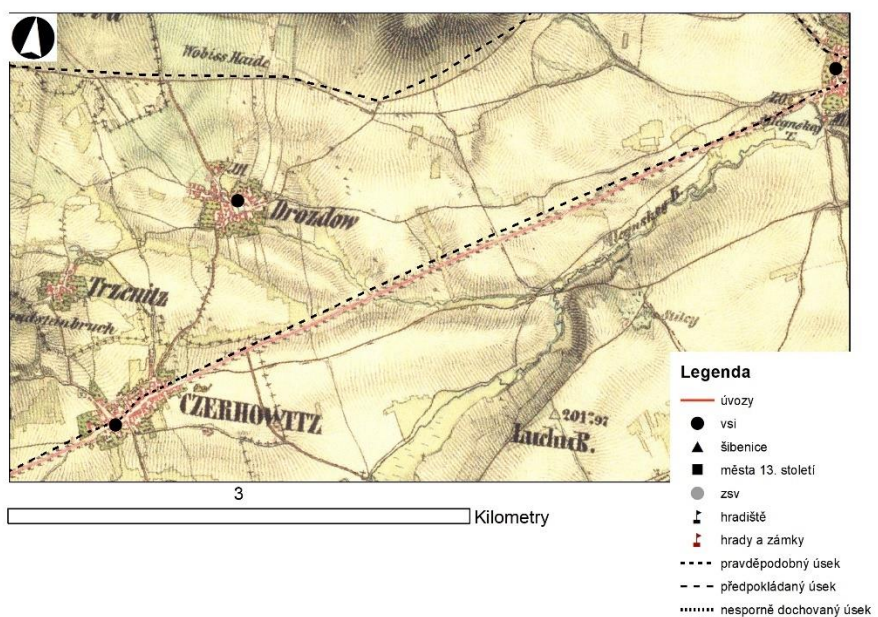 Wobiss Haide
Drozdow
Trzenitz
CZERHOWITZ
201·97
Legenda
úvozy
vsi
šibenice
města 13. století
zsv
hradiště
hrady a zámky
pravděpodobný úsek
předpokládaný úsek
nesporně dochovaný úsek
3
Kilometry